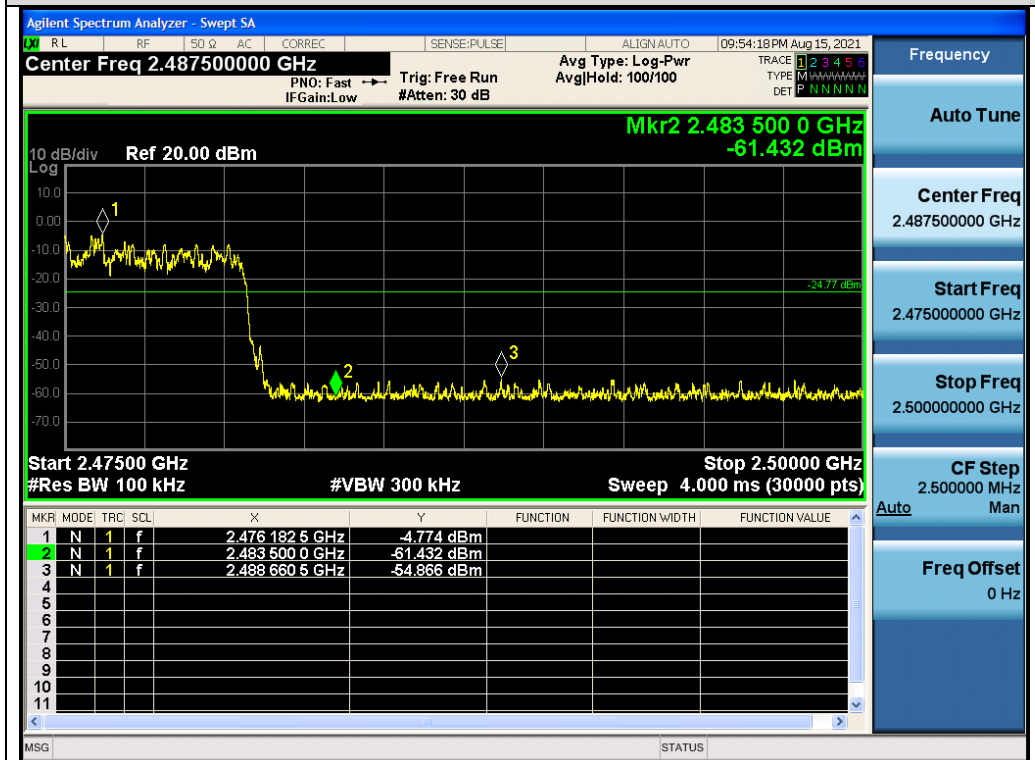 Agilent Spectrum Analyzer - Swept SA
LXI RL RF 50 Ω AC CORREC SENSE:PULSE ALIGN AUTO 09:54:18 PM Aug 15, 2021
Center Freq 2.487500000 GHz
PNO: Fast
IFGain:Low
Trig: Free Run
#Atten: 30 dB
Avg Type: Log-Pwr
Avg|Hold: 100/100
TRACE 1 2 3 4 5 6
TYPE M WWWWW
DET P N N N N N
Mkr2 2.483 500 0 GHz
-61.432 dBm
10 dB/div Ref 20.00 dBm
Log
10.0
0.00
-10.0
-20.0
-30.0
-40.0
-50.0
-60.0
-70.0
1
2
3
-24.77 dBm
Start 2.47500 GHz Stop 2.50000 GHz
#Res BW 100 kHz #VBW 300 kHz Sweep 4.000 ms (30000 pts)
MKR MODE TRC SCL X Y FUNCTION FUNCTION WIDTH FUNCTION VALUE
1 N 1 f 2.476 182 5 GHz -4.774 dBm
2 N 1 f 2.483 500 0 GHz -61.432 dBm
3 N 1 f 2.488 660 5 GHz -54.866 dBm
4
5
6
7
8
9
10
11
MSG STATUS
Frequency
Auto Tune
Center Freq
2.487500000 GHz
Start Freq
2.475000000 GHz
Stop Freq
2.500000000 GHz
CF Step
2.500000 MHz
Auto Man
Freq Offset
0 Hz